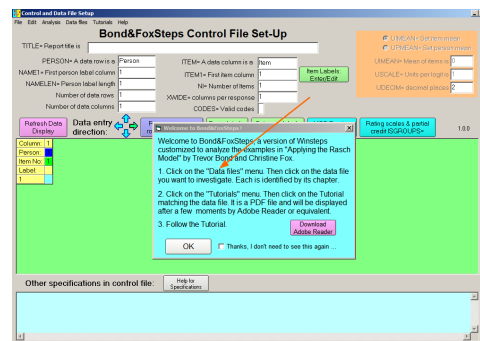 Control and Data File Setup
File Edit Analysis Data files Tutorials Help
Bond&FoxSteps Control File Set-Up
TITLE= Report title is
UIMEAN= Set item mean
UPMEAN= Set person mean
PERSON= A data row is a Person
ITEM= A data column is a Item
UIMEAN= Mean of items is 0
NAME1= First person label column 1
ITEM1= First item column 1
Item Labels: Enter/Edit
USCALE= Units per logit is 1
NAMELEN= Person label length 1
NI= Number of items 1
UDECIM= decimal places 2
Number of data rows 1
XWIDE= columns per response 1
Number of data columns 1
CODES= Valid codes
Refresh Data Display
Data entry direction:
Rating scales & partial credit ISGROUPS=
1.0.0
Column: 1
Person: 1
Item No: 1
Label:
1
Welcome to Bond&FoxSteps!
Welcome to Bond&FoxSteps, a version of Winsteps
customized to analyze the examples in "Applying the Rasch
Model" by Trevor Bond and Christine Fox.
1. Click on the "Data files" menu. Then click on the data file
you want to investigate. Each is identified by its chapter.
2. Click on the "Tutorials" menu. Then click on the Tutorial
matching the data file. It is a PDF file and will be displayed
after a few moments by Adobe Reader or equivalent.
3. Follow the Tutorial.
Download
Adobe Reader
OK
Thanks, I don't need to see this again ...
Other specifications in control file:
Help for
Specifications